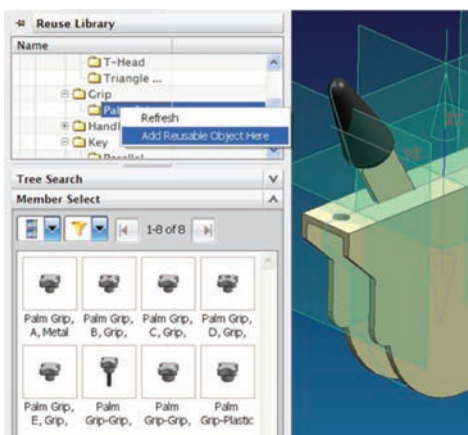 Reuse Library
Name
T-Head
Triangle ...
Grip
Refresh
Add Reusable Object Here
Key
Tree Search
Member Select
1-8 of 8
Palm Grip, A, Metal
Palm Grip, B, Grip,
Palm Grip, C, Grip,
Palm Grip, D, Grip,
Palm Grip, E, Grip,
Palm Grip-Grip,
Palm Grip-Grip,
Palm Grip-Plastic